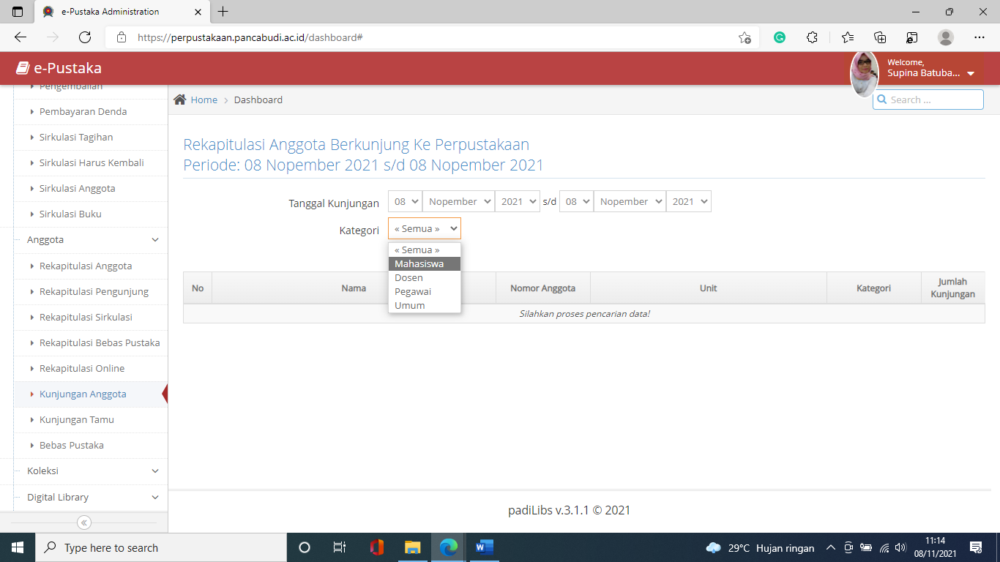 e-Pustaka Administration
https://perpustakaan.pancabudi.ac.id/dashboard#
e-Pustaka
Welcome,
Supina Batuba...
Pengembalian
Pembayaran Denda
Sirkulasi Tagihan
Sirkulasi Harus Kembali
Sirkulasi Anggota
Sirkulasi Buku
Anggota
Rekapitulasi Anggota
Rekapitulasi Pengunjung
Rekapitulasi Sirkulasi
Rekapitulasi Bebas Pustaka
Rekapitulasi Online
Kunjungan Anggota
Kunjungan Tamu
Bebas Pustaka
Koleksi
Digital Library
Home > Dashboard
Search ...
Rekapitulasi Anggota Berkunjung Ke Perpustakaan
Periode: 08 Nopember 2021 s/d 08 Nopember 2021
Tanggal Kunjungan 08 Nopember 2021 s/d 08 Nopember 2021
Kategori « Semua »
« Semua »
Mahasiswa
Dosen
Pegawai
Umum
No Nama Nomor Anggota Unit Kategori Jumlah Kunjungan
Silahkan proses pencarian data!
padiLibs v.3.1.1 © 2021
Type here to search
29°C Hujan ringan
11:14
08/11/2021